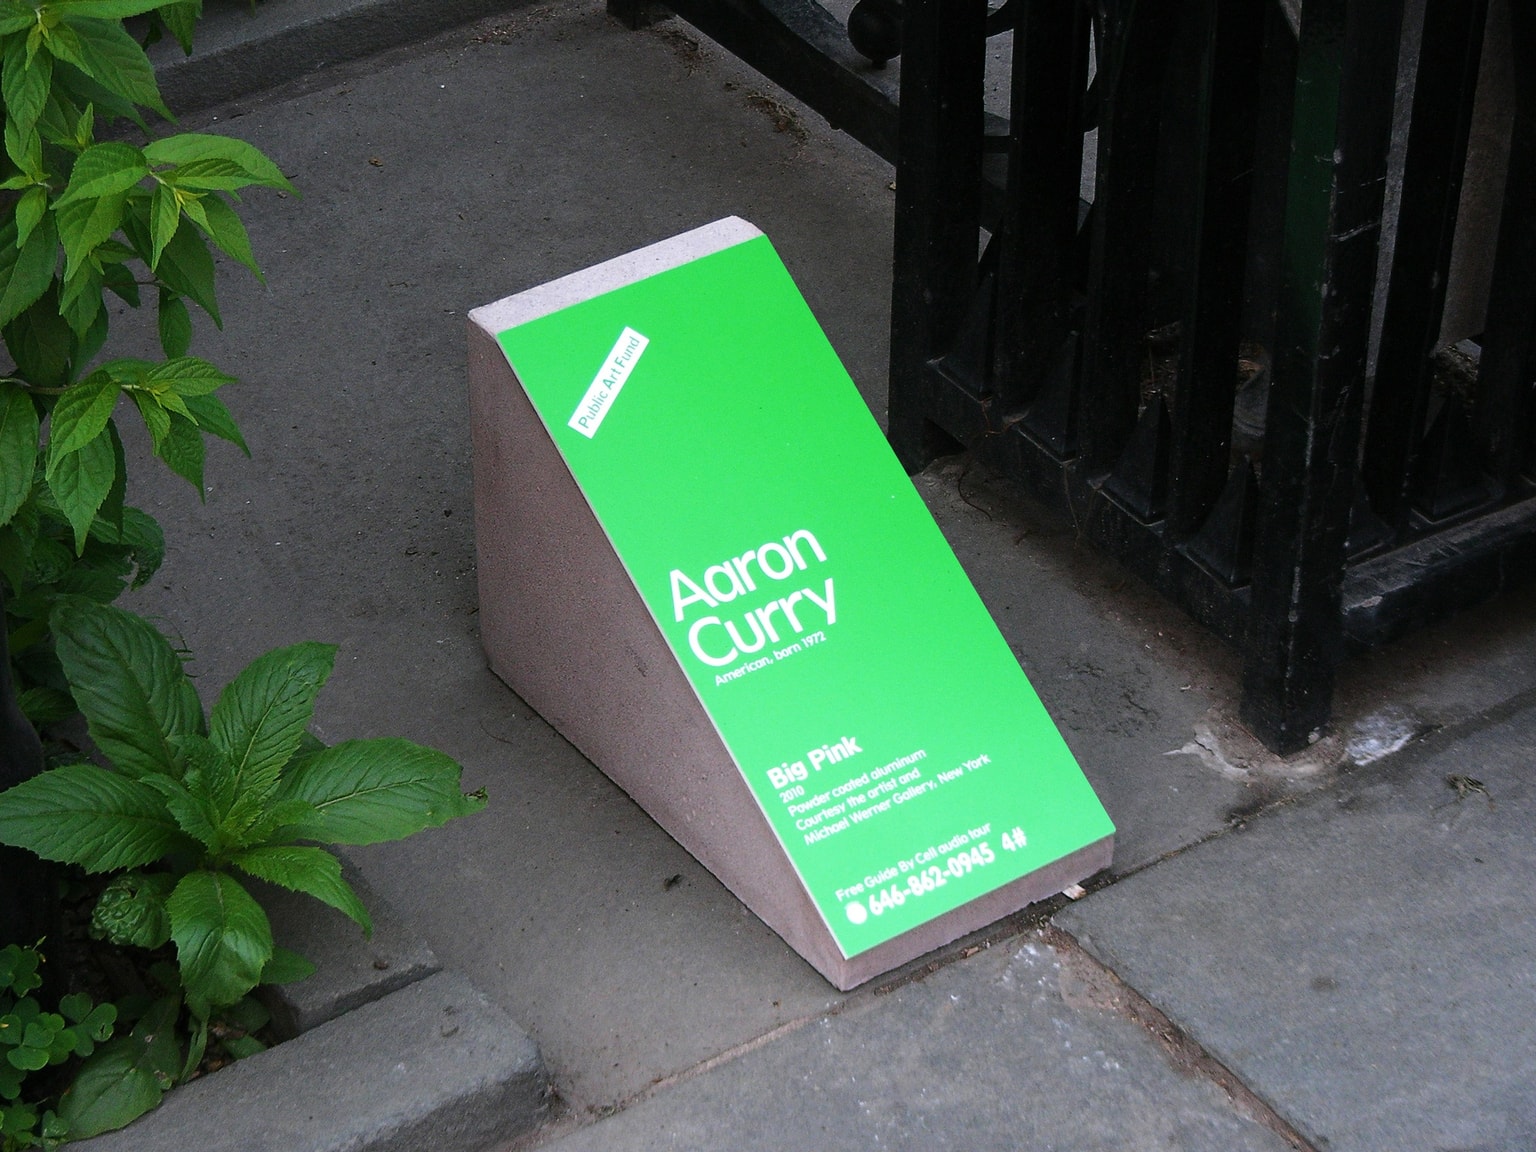 Public Art Fund
Aaron
Curry
American, born 1972
Big Pink
2010
Powder coated aluminum
Courtesy the artist and
Michael Werner Gallery, New York
Free Guide By Cell audio tour
646-862-0945 4#